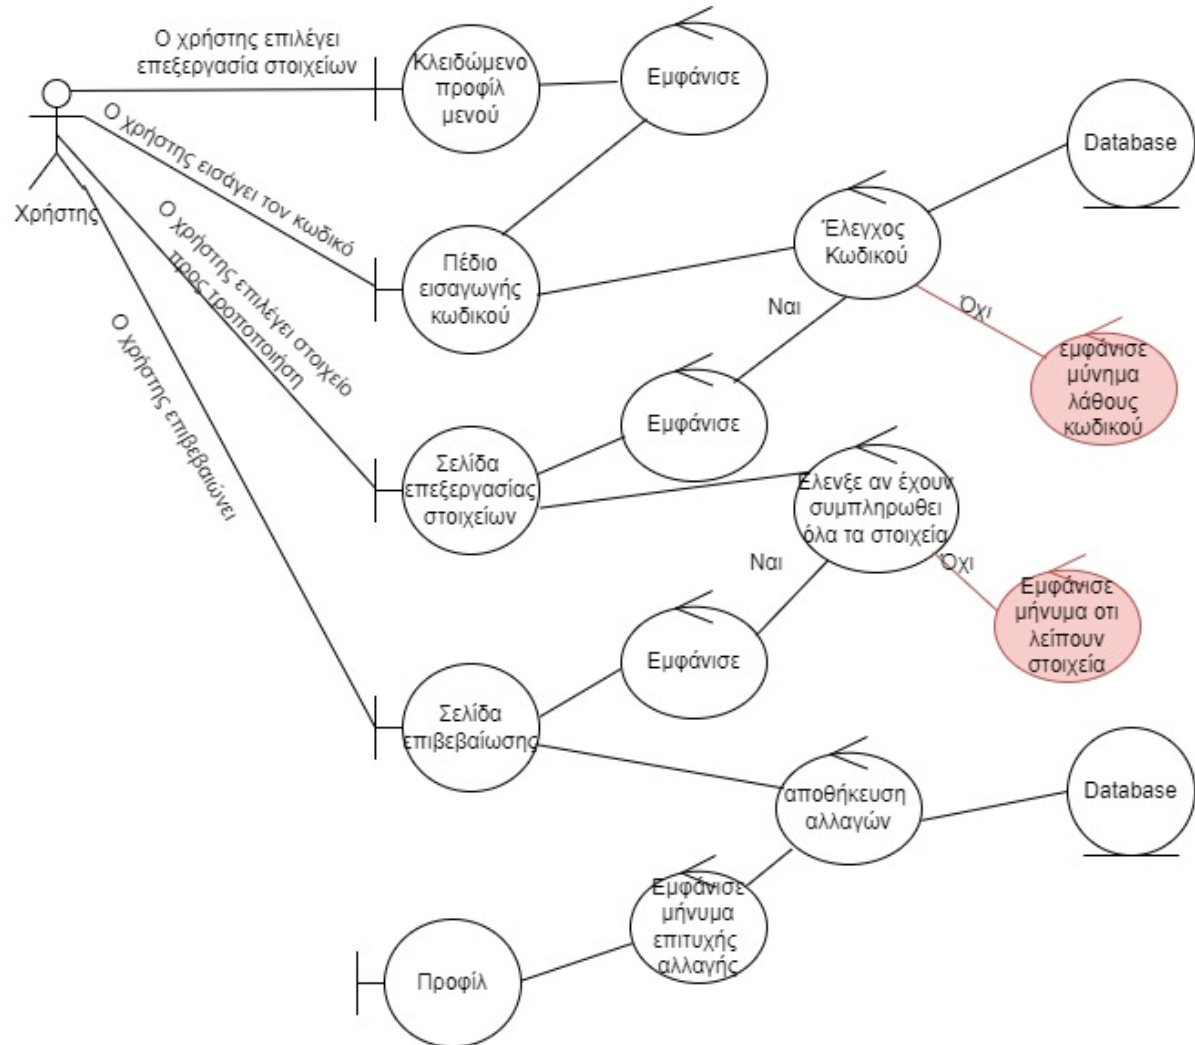 Ο χρήστης επιλέγει
επεξεργασία στοιχείων
Κλειδώμενο
προφίλ
μενού
Εμφάνισε
Database
Χρήστης
Ο χρήστης εισάγει τον κωδικό
Πέδιο
εισαγωγής
κωδικού
Έλεγχος
Κωδικού
Ναι
Όχι
εμφάνισε
μύνημα
λάθους
κωδικού
Ο χρήστης επιλέγει στοιχείο
προς τροποποιήση
Εμφάνισε
Σελίδα
επεξεργασίας
στοιχείων
Ελενξε αν έχουν
συμπληρωθει
όλα τα στοιχεία
Ναι
Όχι
Εμφάνισε
μήνυμα οτι
λείπουν
στοιχεία
Ο χρήστης επιβεβαιώνει
Εμφάνισε
Σελίδα
επιβεβαίωσης
αποθήκευση
αλλαγών
Database
Εμφάνισε
μήνυμα
επιτυχής
αλλαγής
Προφίλ